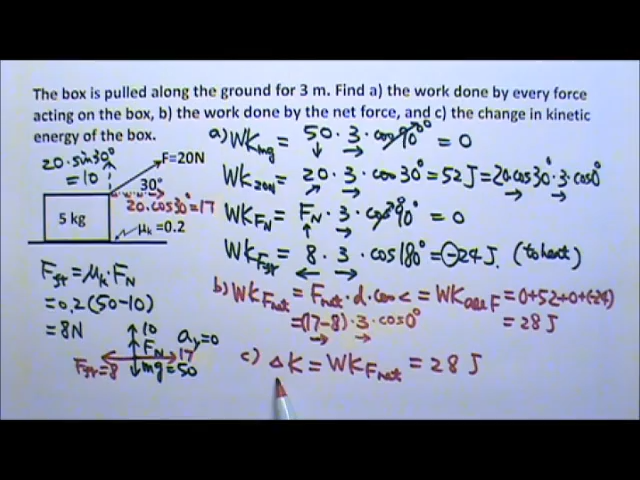 The box is pulled along the ground for 3 m. Find a) the work done by every force
acting on the box, b) the work done by the net force, and c) the change in kinetic
energy of the box.
20·sin30°
= 10
F=20N
30°
20·cos30°=17
5 kg
μk=0.2
Ffr = μk·FN
= 0.2(50-10)
= 8N
10
FN
ay=0
17
Ffr=8
mg=50
a) WKmg = 50 · 3 · cos90° = 0
WK20N = 20 · 3 · cos30° = 52J = 20·cos30°·3·cos0°
WKFN = FN · 3 · cos90° = 0
WKFfr = 8 · 3 · cos180° = -24J (to heat)
b) WKFnet = Fnet·d·cos< = WKall F = 0+52+0+(-24)
= (17-8)·3·cos0° = 28J
c) ΔK = WKFnet = 28 J